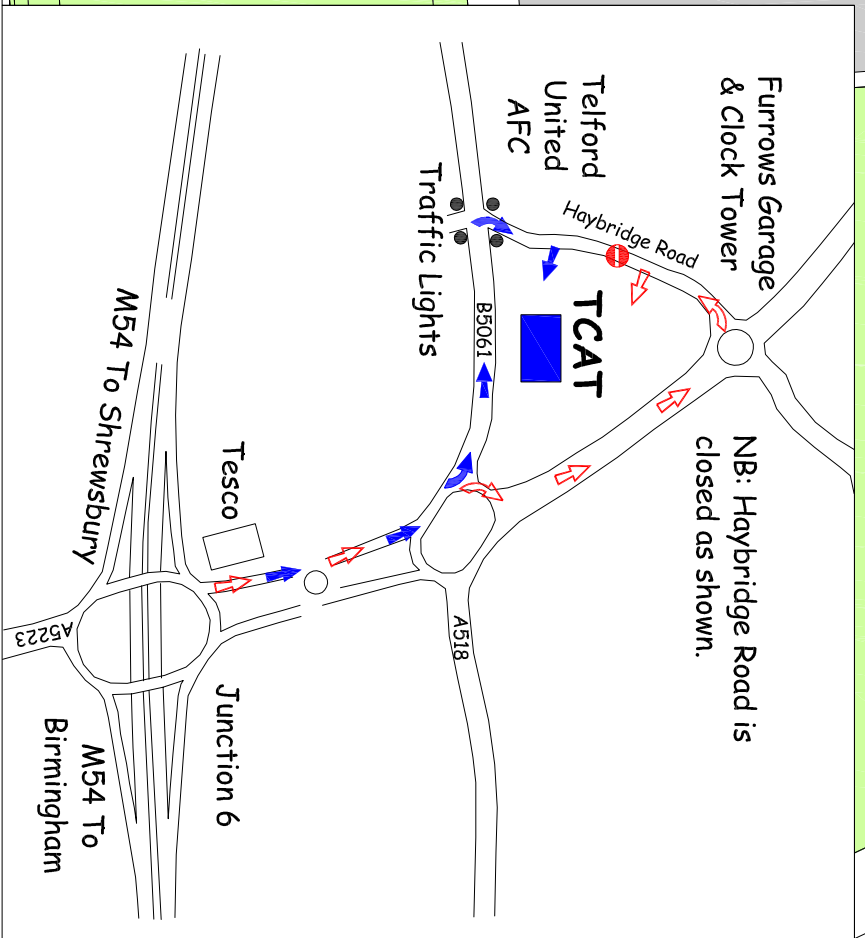 Furrows Garage
& Clock Tower
Telford
United
AFC
Haybridge Road
Traffic Lights
TCAT
B5061
NB: Haybridge Road is
closed as shown.
M54 To Shrewsbury
Tesco
A518
A5223
Junction 6
M54 To
Birmingham